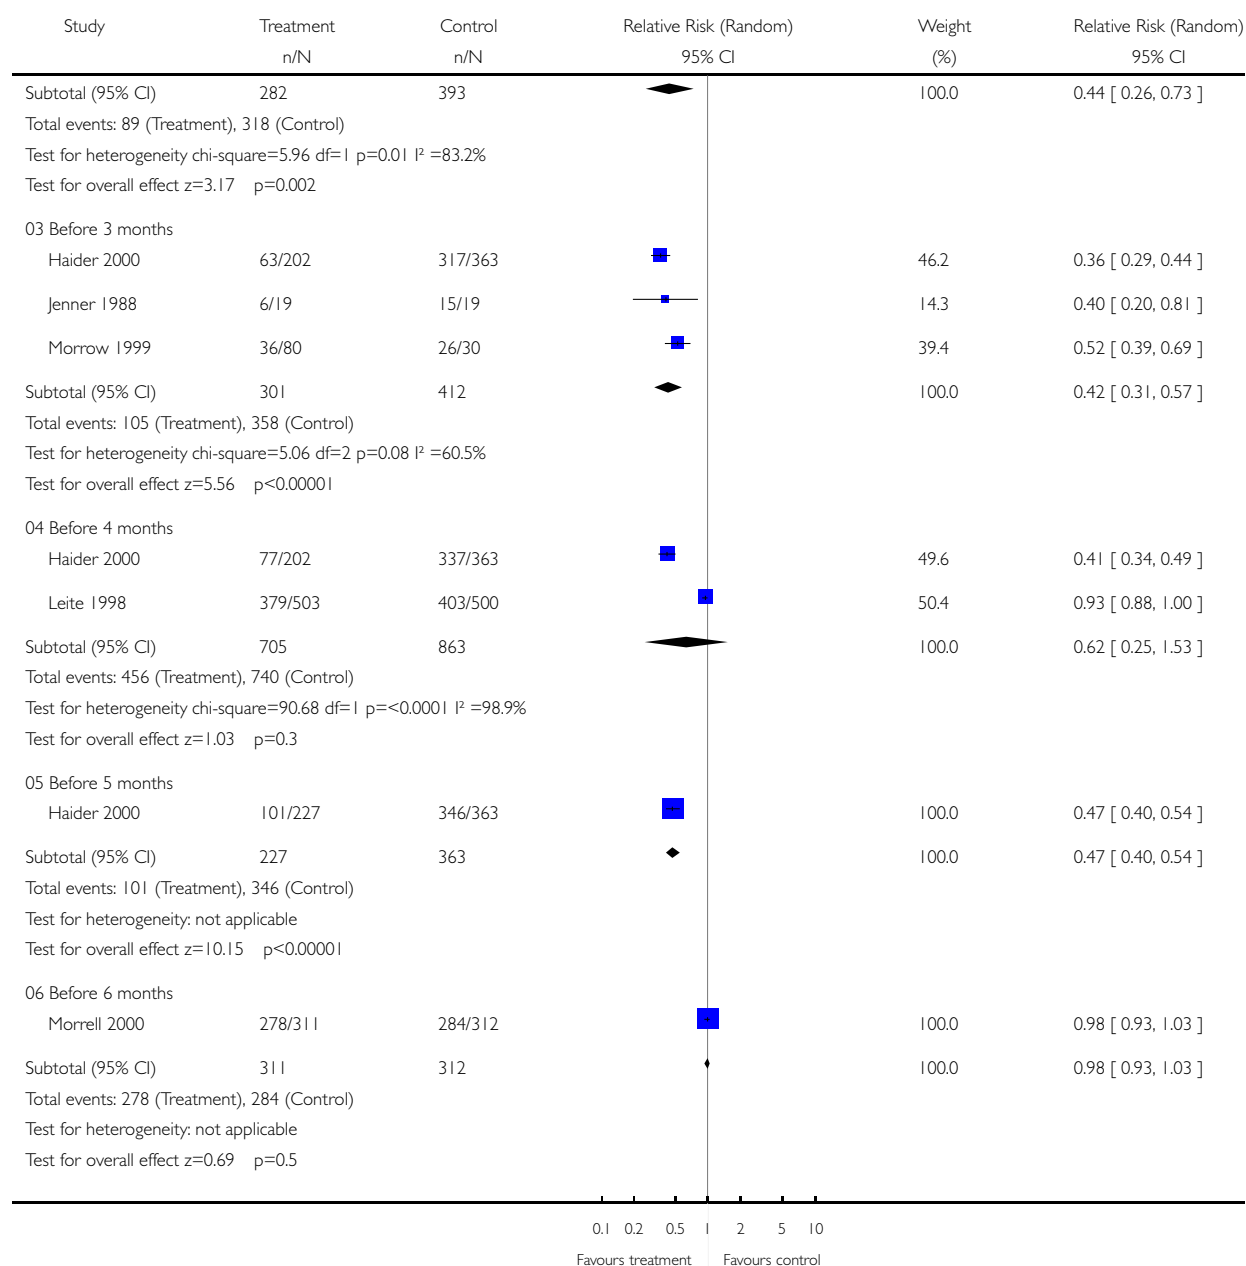 Study Treatment Control Relative Risk (Random) Weight Relative Risk (Random)
n/N n/N 95% CI (%) 95% CI
Subtotal (95% CI) 282 393 100.0 0.44 [ 0.26, 0.73 ]
Total events: 89 (Treatment), 318 (Control)
Test for heterogeneity chi-square=5.96 df=1 p=0.01 I² =83.2%
Test for overall effect z=3.17 p=0.002
03 Before 3 months
Haider 2000 63/202 317/363 46.2 0.36 [ 0.29, 0.44 ]
Jenner 1988 6/19 15/19 14.3 0.40 [ 0.20, 0.81 ]
Morrow 1999 36/80 26/30 39.4 0.52 [ 0.39, 0.69 ]
Subtotal (95% CI) 301 412 100.0 0.42 [ 0.31, 0.57 ]
Total events: 105 (Treatment), 358 (Control)
Test for heterogeneity chi-square=5.06 df=2 p=0.08 I² =60.5%
Test for overall effect z=5.56 p<0.00001
04 Before 4 months
Haider 2000 77/202 337/363 49.6 0.41 [ 0.34, 0.49 ]
Leite 1998 379/503 403/500 50.4 0.93 [ 0.88, 1.00 ]
Subtotal (95% CI) 705 863 100.0 0.62 [ 0.25, 1.53 ]
Total events: 456 (Treatment), 740 (Control)
Test for heterogeneity chi-square=90.68 df=1 p=<0.0001 I² =98.9%
Test for overall effect z=1.03 p=0.3
05 Before 5 months
Haider 2000 101/227 346/363 100.0 0.47 [ 0.40, 0.54 ]
Subtotal (95% CI) 227 363 100.0 0.47 [ 0.40, 0.54 ]
Total events: 101 (Treatment), 346 (Control)
Test for heterogeneity: not applicable
Test for overall effect z=10.15 p<0.00001
06 Before 6 months
Morrell 2000 278/311 284/312 100.0 0.98 [ 0.93, 1.03 ]
Subtotal (95% CI) 311 312 100.0 0.98 [ 0.93, 1.03 ]
Total events: 278 (Treatment), 284 (Control)
Test for heterogeneity: not applicable
Test for overall effect z=0.69 p=0.5
0.1 0.2 0.5 1 2 5 10
Favours treatment Favours control